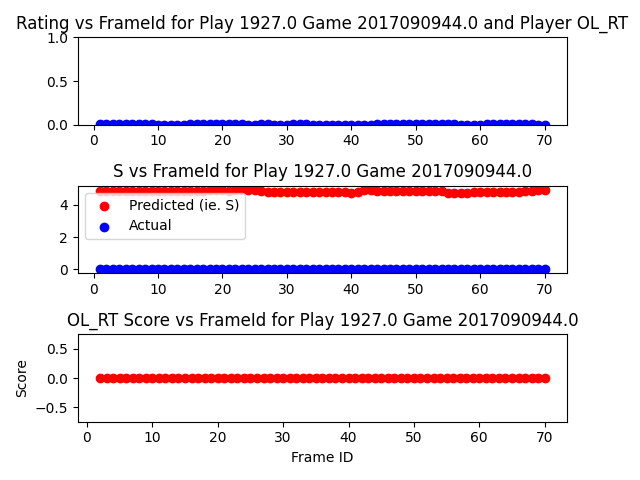 Rating vs FrameId for Play 1927.0 Game 2017090944.0 and Player OL_RT
1.0
0.5
0.0
0 10 20 30 40 50 60 70
S vs FrameId for Play 1927.0 Game 2017090944.0
4
2
0
Predicted (ie. S)
Actual
0 10 20 30 40 50 60 70
OL_RT Score vs FrameId for Play 1927.0 Game 2017090944.0
Score
0.5
0.0
−0.5
0 10 20 30 40 50 60 70
Frame ID